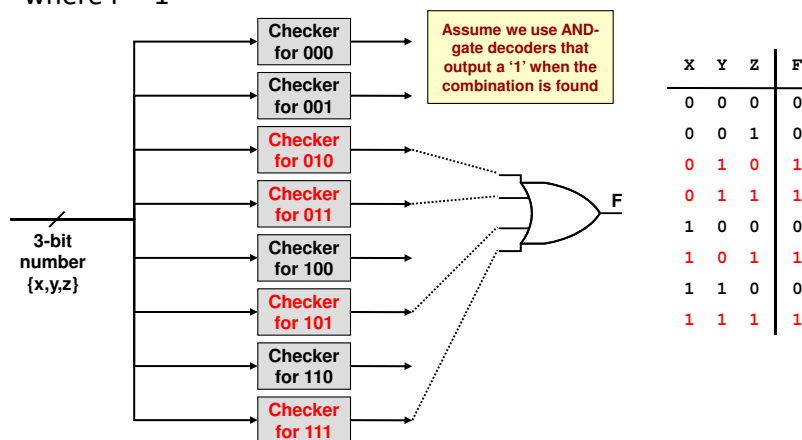 where 1
Checker
for 000
Assume we use AND-
gate decoders that
output a ‘1’ when the
combination is found
Checker
for 001
Checker
for 010
Checker
for 011
3-bit
number
{x,y,z}
Checker
for 100
Checker
for 101
Checker
for 110
Checker
for 111
F
X Y Z F
0 0 0 0
0 0 1 0
0 1 0 1
0 1 1 1
1 0 0 0
1 0 1 1
1 1 0 0
1 1 1 1